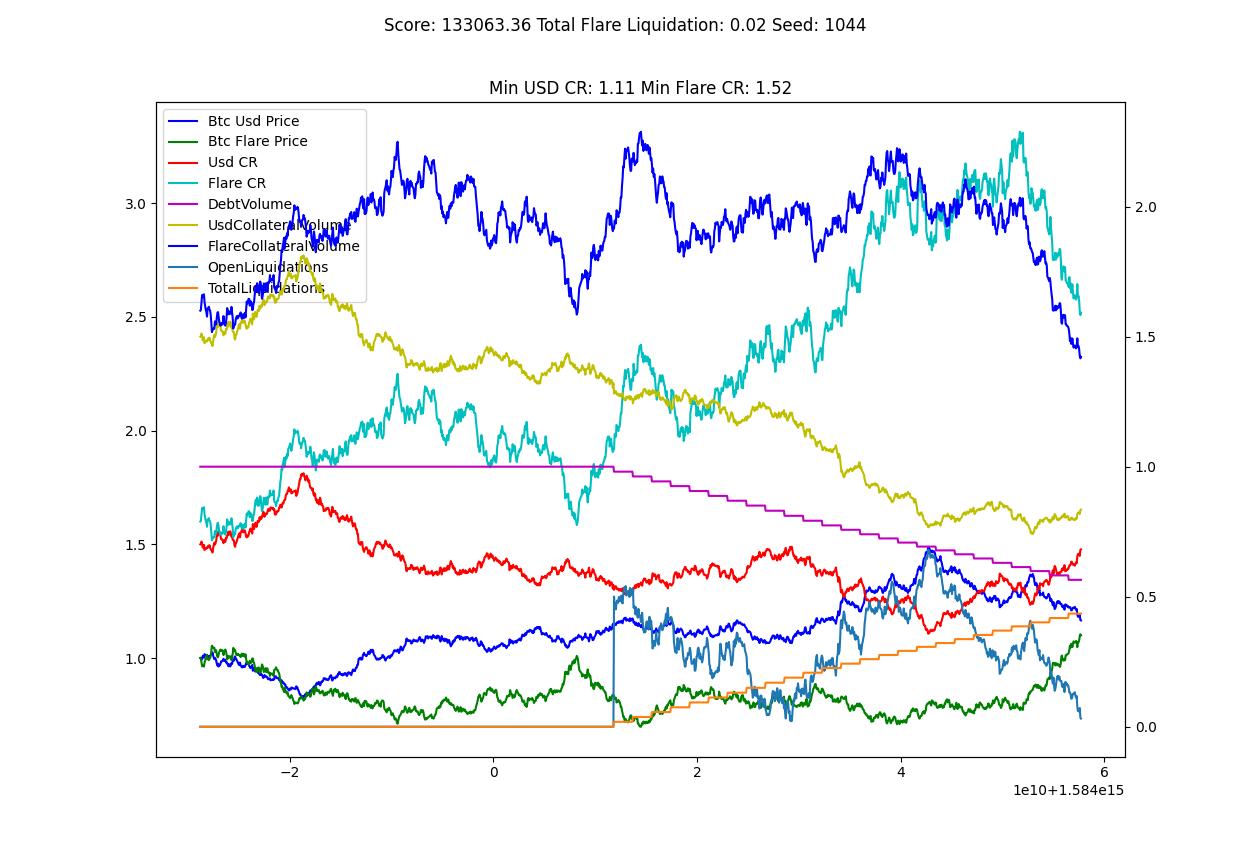 Score: 133063.36 Total Flare Liquidation: 0.02 Seed: 1044
Min USD CR: 1.11 Min Flare CR: 1.52
Btc Usd Price
Btc Flare Price
Usd CR
Flare CR
DebtVolume
UsdCollateralVolume
FlareCollateralVolume
OpenLiquidations
TotalLiquidations
3.0
2.5
2.0
1.5
1.0
2.0
1.5
1.0
0.5
0.0
−2
0
2
4
6
1e10+1.584e15